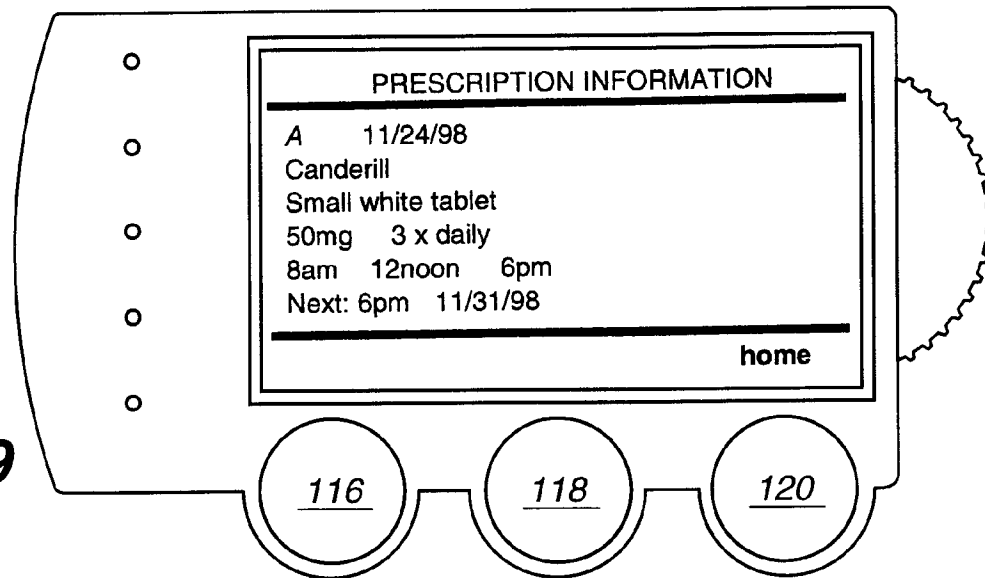 PRESCRIPTION INFORMATION
A 11/24/98
Canderill
Small white tablet
50mg 3 x daily
8am 12noon 6pm
Next: 6pm 11/31/98
home
9
116 118 120